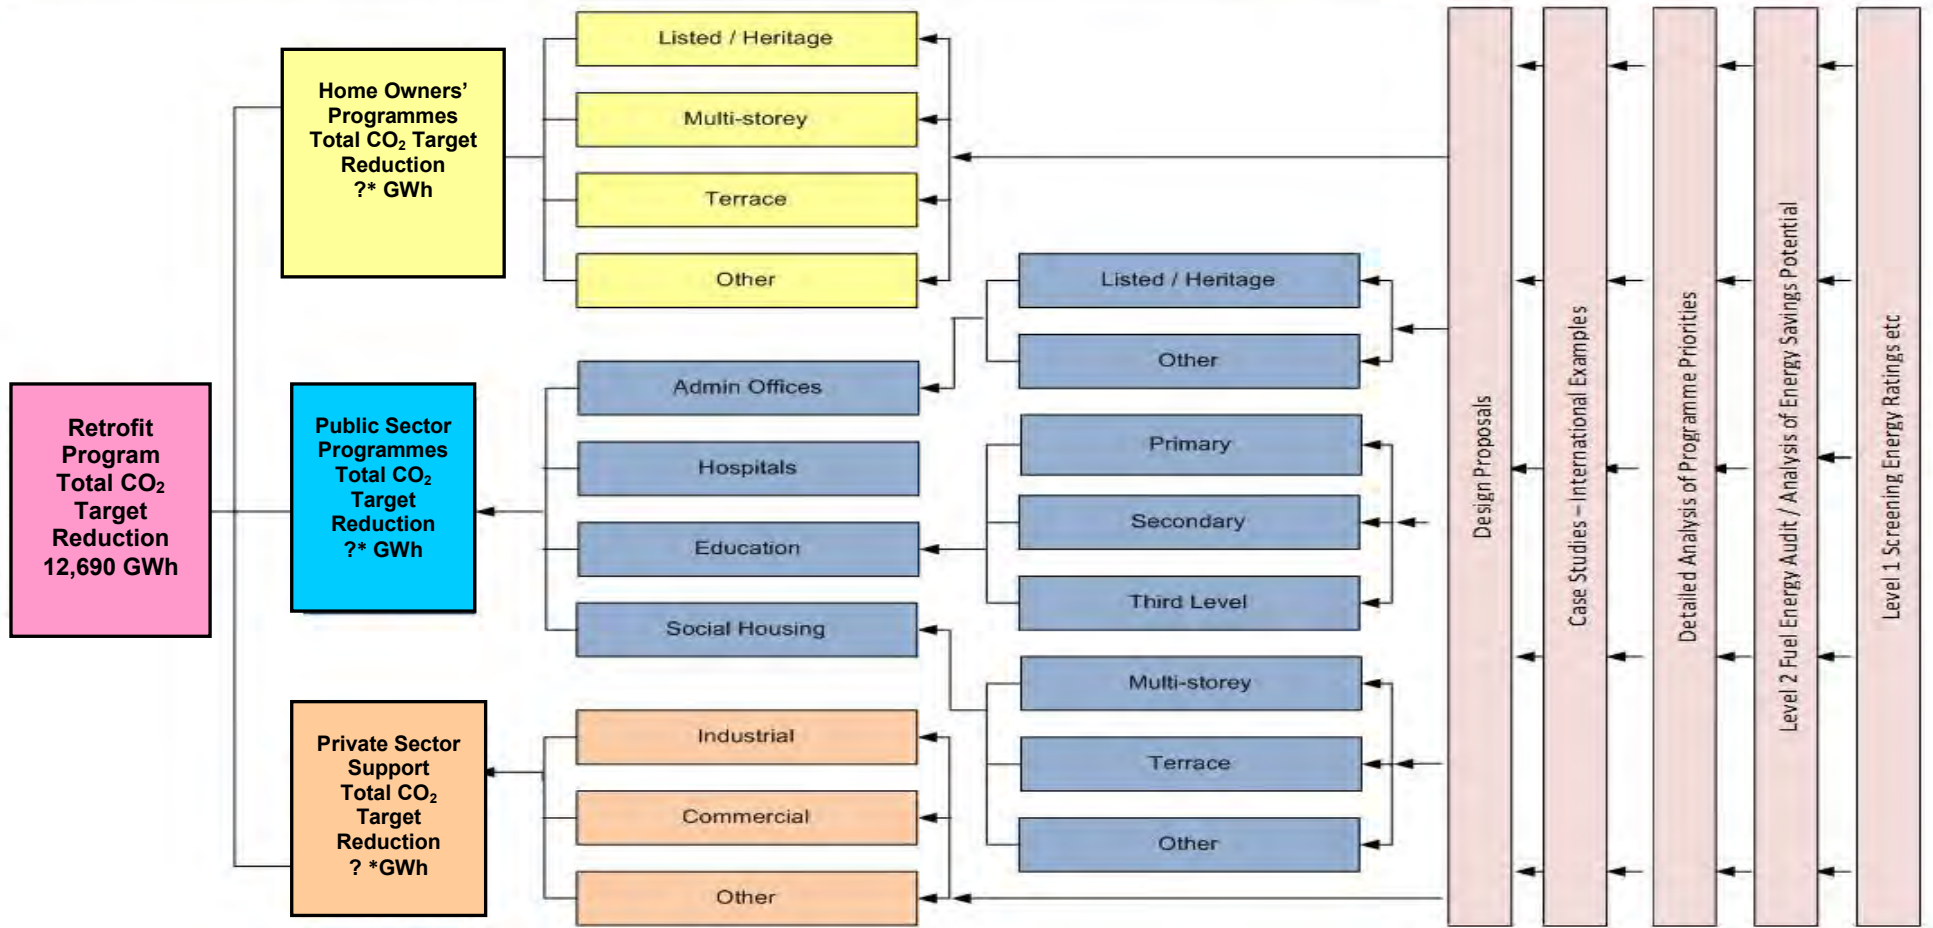 Retrofit
Program
Total CO₂
Target
Reduction
12,690 GWh
Home Owners’
Programmes
Total CO₂ Target
Reduction
?* GWh
Public Sector
Programmes
Total CO₂
Target
Reduction
?* GWh
Private Sector
Support
Total CO₂
Target
Reduction
? *GWh
Listed / Heritage
Multi-storey
Terrace
Other
Admin Offices
Hospitals
Education
Social Housing
Industrial
Commercial
Other
Listed / Heritage
Other
Primary
Secondary
Third Level
Multi-storey
Terrace
Other
Design Proposals
Case Studies – International Examples
Detailed Analysis of Programme Priorities
Level 2 Fuel Energy Audit / Analysis of Energy Savings Potential
Level 1 Screening Energy Ratings etc